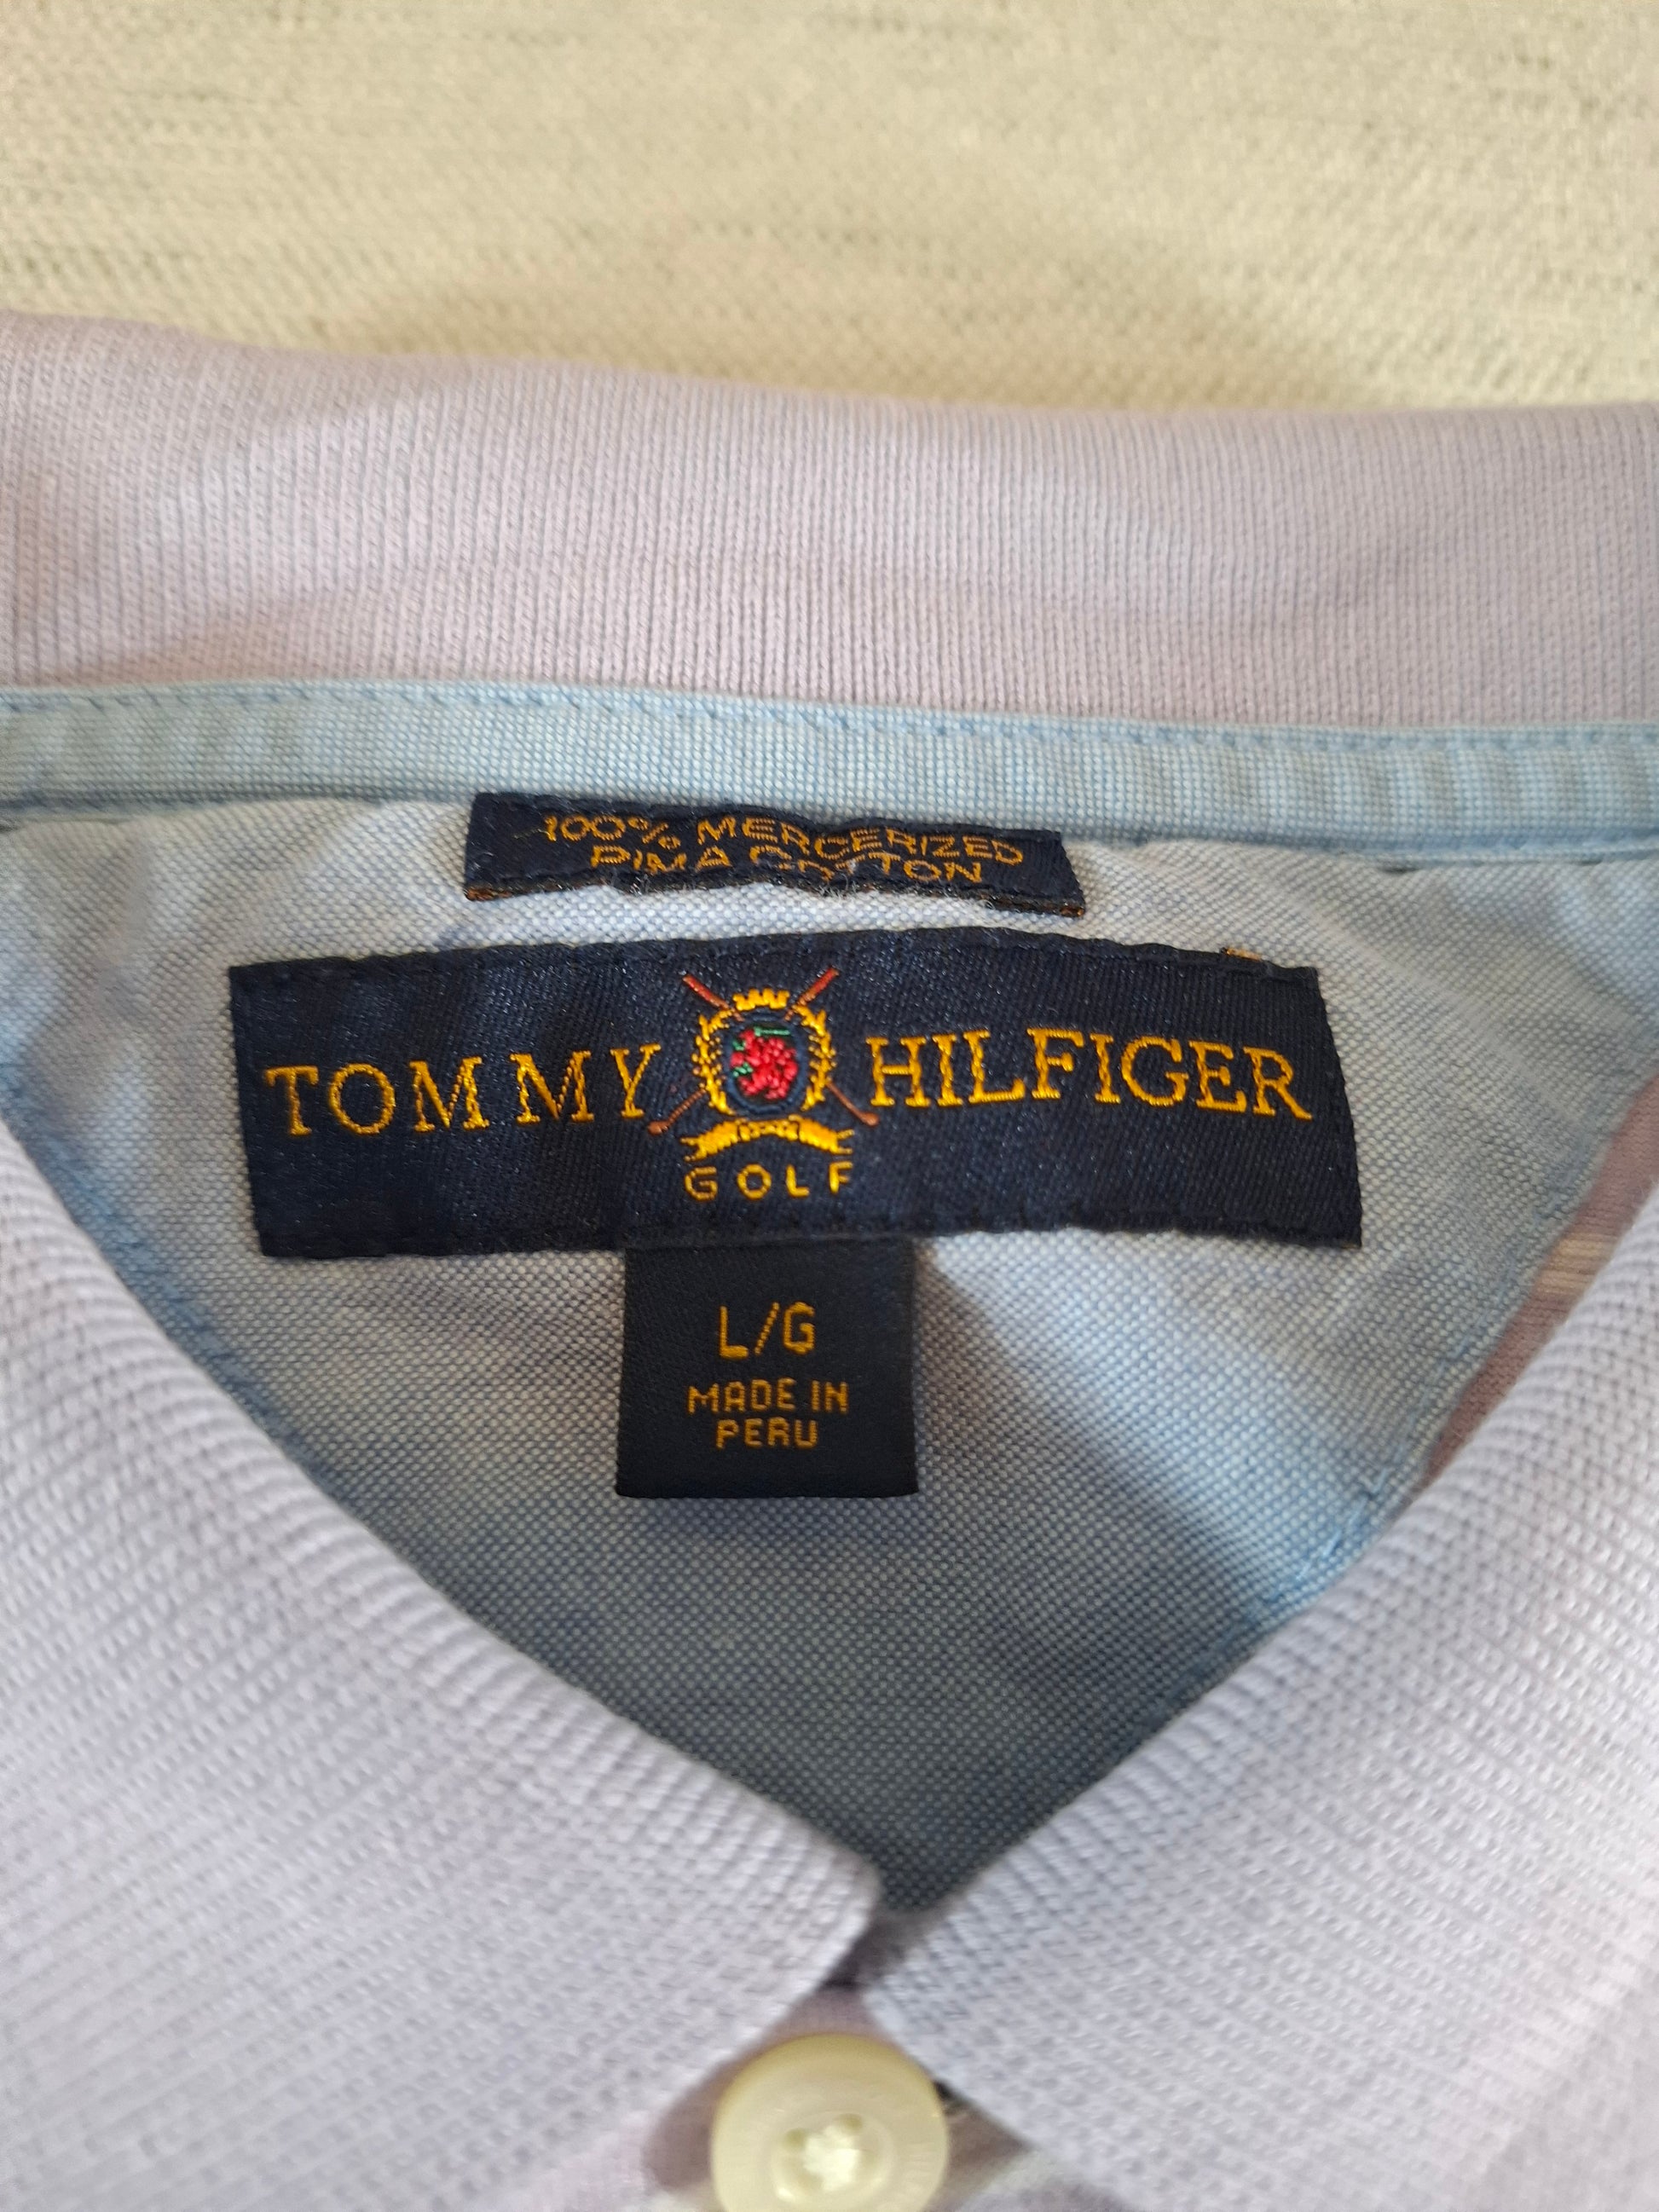 100% MERCERIZED
PIMA COTTON
TOMMY HILFIGER
GOLF
L/G
MADE IN
PERU